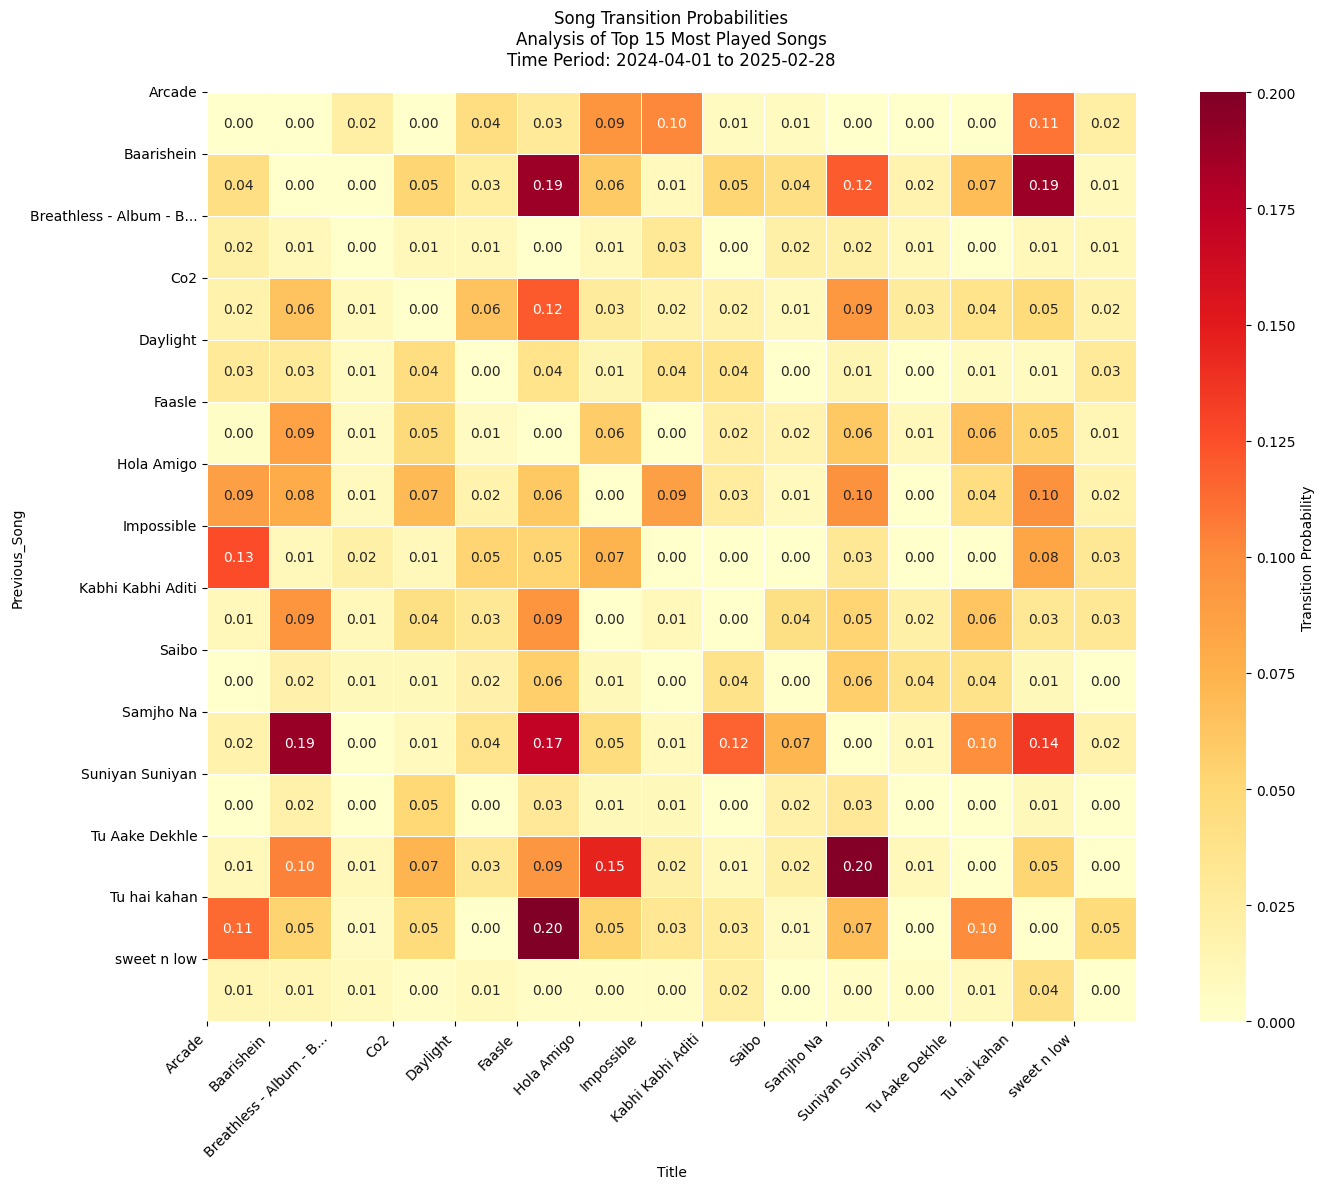 Song Transition Probabilities
Analysis of Top 15 Most Played Songs
Time Period: 2024-04-01 to 2025-02-28
Arcade
0.00 0.00 0.02 0.00 0.04 0.03 0.09 0.10 0.01 0.01 0.00 0.00 0.00 0.11 0.02
Baarishein
0.04 0.00 0.00 0.05 0.03 0.19 0.06 0.01 0.05 0.04 0.12 0.02 0.07 0.19 0.01
Breathless - Album - B...
0.02 0.01 0.00 0.01 0.01 0.00 0.01 0.03 0.00 0.02 0.02 0.01 0.00 0.01 0.01
Co2
0.02 0.06 0.01 0.00 0.06 0.12 0.03 0.02 0.02 0.01 0.09 0.03 0.04 0.05 0.02
Daylight
0.03 0.03 0.01 0.04 0.00 0.04 0.01 0.04 0.04 0.00 0.01 0.00 0.01 0.01 0.03
Faasle
0.00 0.09 0.01 0.05 0.01 0.00 0.06 0.00 0.02 0.02 0.06 0.01 0.06 0.05 0.01
Hola Amigo
0.09 0.08 0.01 0.07 0.02 0.06 0.00 0.09 0.03 0.01 0.10 0.00 0.04 0.10 0.02
Impossible
0.13 0.01 0.02 0.01 0.05 0.05 0.07 0.00 0.00 0.00 0.03 0.00 0.00 0.08 0.03
Kabhi Kabhi Aditi
0.01 0.09 0.01 0.04 0.03 0.09 0.00 0.01 0.00 0.04 0.05 0.02 0.06 0.03 0.03
Saibo
0.00 0.02 0.01 0.01 0.02 0.06 0.01 0.00 0.04 0.00 0.06 0.04 0.04 0.01 0.00
Samjho Na
0.02 0.19 0.00 0.01 0.04 0.17 0.05 0.01 0.12 0.07 0.00 0.01 0.10 0.14 0.02
Suniyan Suniyan
0.00 0.02 0.00 0.05 0.00 0.03 0.01 0.01 0.00 0.02 0.03 0.00 0.00 0.01 0.00
Tu Aake Dekhle
0.01 0.10 0.01 0.07 0.03 0.09 0.15 0.02 0.01 0.02 0.20 0.01 0.00 0.05 0.00
Tu hai kahan
0.11 0.05 0.01 0.05 0.00 0.20 0.05 0.03 0.03 0.01 0.07 0.00 0.10 0.00 0.05
sweet n low
0.01 0.01 0.01 0.00 0.01 0.00 0.00 0.00 0.02 0.00 0.00 0.00 0.01 0.04 0.00
Previous_Song
Arcade
Baarishein
Breathless - Album - B...
Co2
Daylight
Faasle
Hola Amigo
Impossible
Kabhi Kabhi Aditi
Saibo
Samjho Na
Suniyan Suniyan
Tu Aake Dekhle
Tu hai kahan
sweet n low
Title
0.200
0.175
0.150
0.125
0.100
0.075
0.050
0.025
0.000
Transition Probability